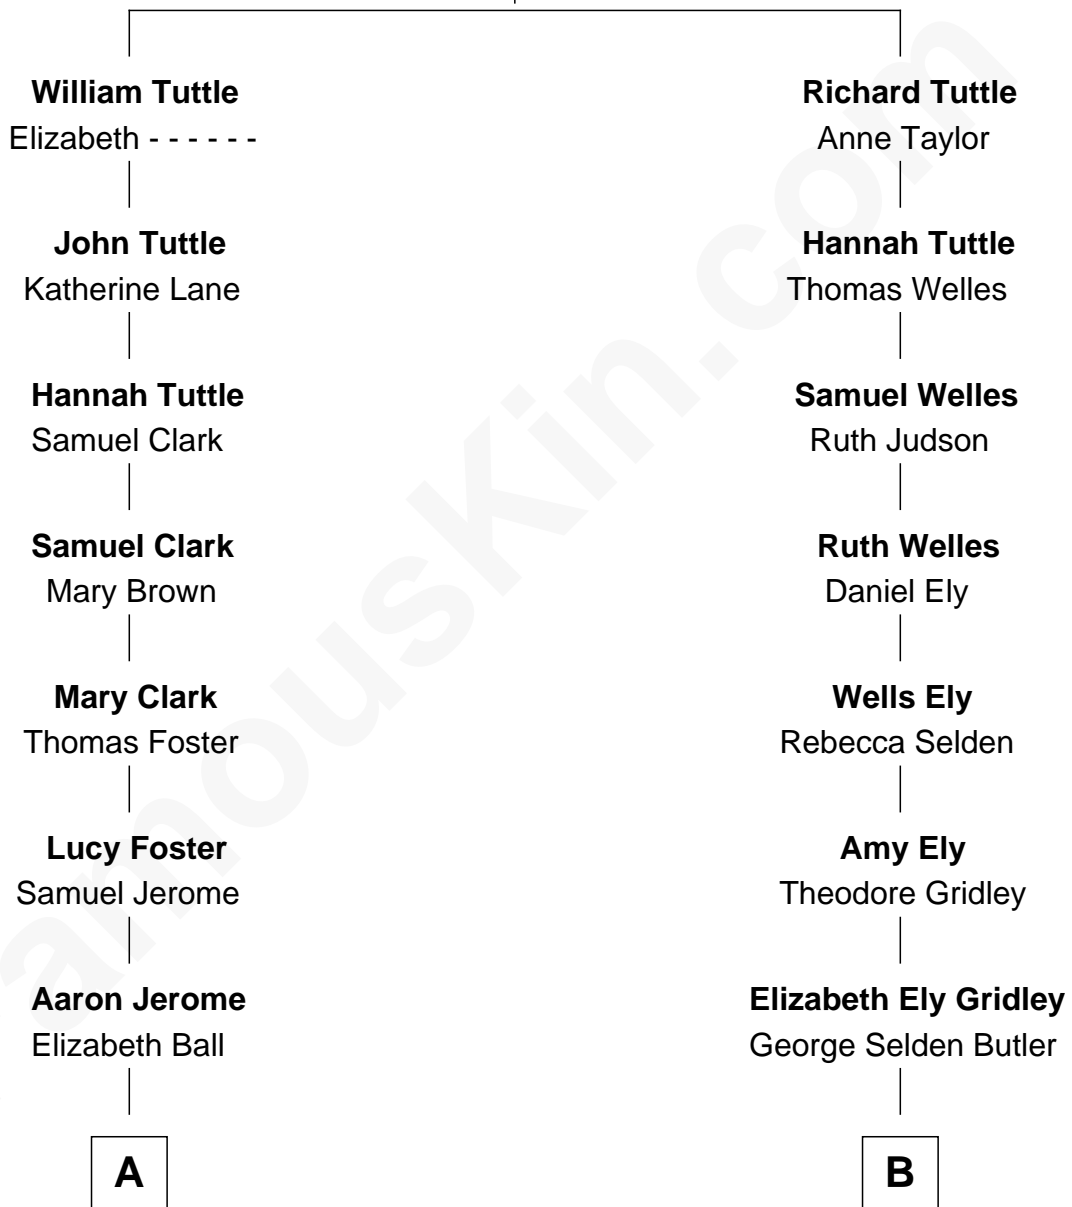 William Tuttle
Elizabeth - - - - - -
John Tuttle
Katherine Lane
Hannah Tuttle
Samuel Clark
Samuel Clark
Mary Brown
Mary Clark
Thomas Foster
Lucy Foster
Samuel Jerome
Aaron Jerome
Elizabeth Ball
A
Richard Tuttle
Anne Taylor
Hannah Tuttle
Thomas Welles
Samuel Welles
Ruth Judson
Ruth Welles
Daniel Ely
Wells Ely
Rebecca Selden
Amy Ely
Theodore Gridley
Elizabeth Ely Gridley
George Selden Butler
B
amousKin.com